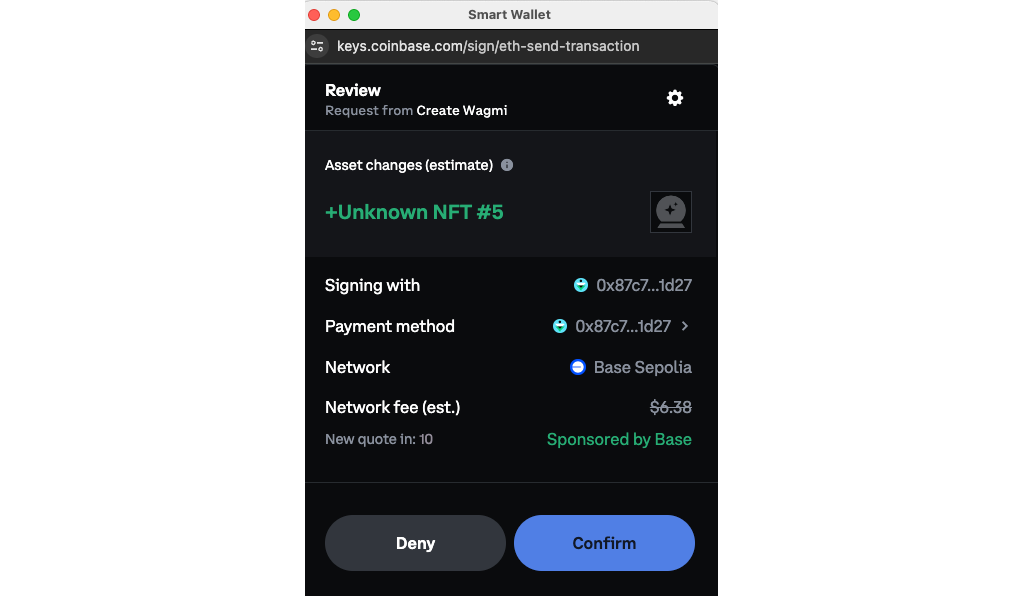 Smart Wallet
keys.coinbase.com/sign/eth-send-transaction
Review
Request from Create Wagmi
Asset changes (estimate)
+Unknown NFT #5
Signing with 0x87c7...1d27
Payment method 0x87c7...1d27
Network Base Sepolia
Network fee (est.) $6.38
New quote in: 10 Sponsored by Base
Deny Confirm